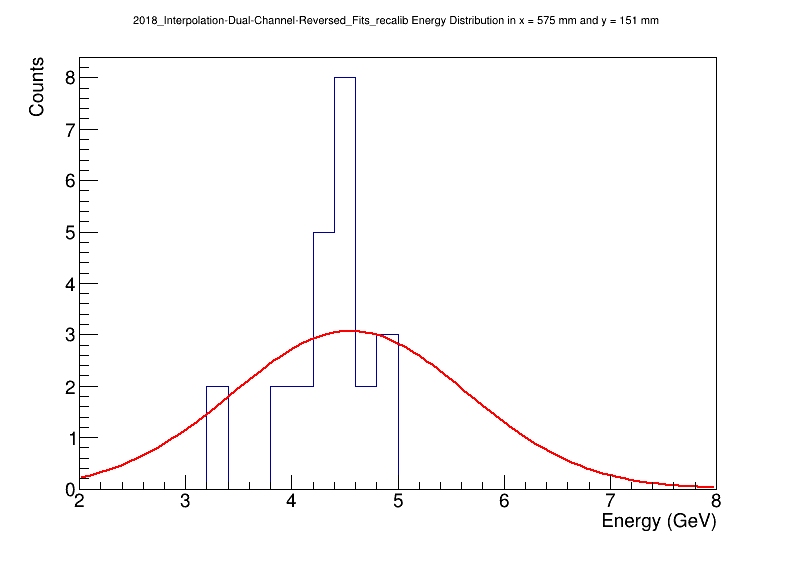 2018_Interpolation-Dual-Channel-Reversed_Fits_recalib Energy Distribution in x = 575 mm and y = 151 mm
Counts
8
7
6
5
4
3
2
1
0
2 3 4 5 6 7 8
Energy (GeV)